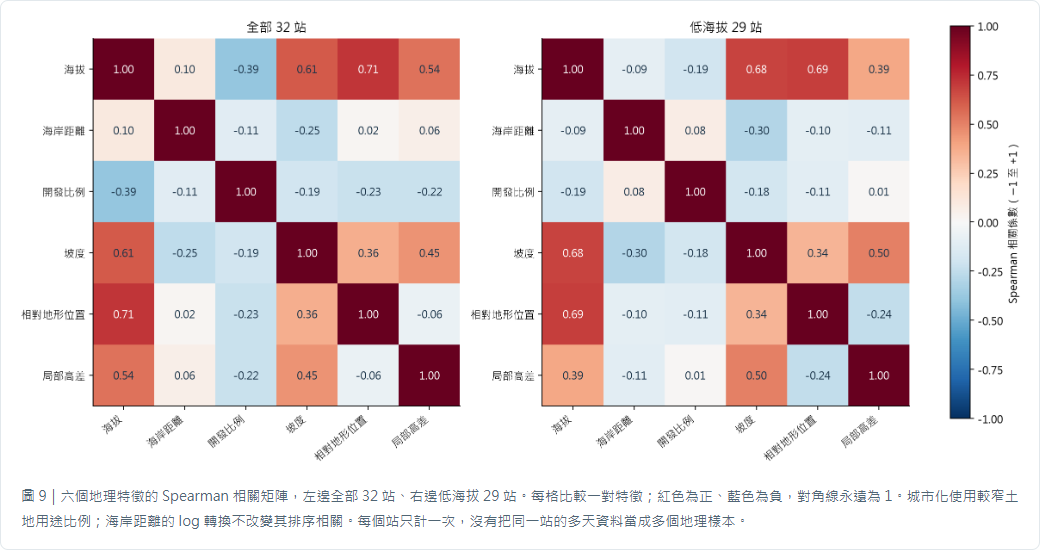 全部 32 站
海拔 1.00 0.10 -0.39 0.61 0.71 0.54
海岸距離 0.10 1.00 -0.11 -0.25 0.02 0.06
開發比例 -0.39 -0.11 1.00 -0.19 -0.23 -0.22
坡度 0.61 -0.25 -0.19 1.00 0.36 0.45
相對地形位置 0.71 0.02 -0.23 0.36 1.00 -0.06
局部高差 0.54 0.06 -0.22 0.45 -0.06 1.00
海拔 海岸距離 開發比例 坡度 相對地形位置 局部高差
低海拔 29 站
海拔 1.00 -0.09 -0.19 0.68 0.69 0.39
海岸距離 -0.09 1.00 0.08 -0.30 -0.10 -0.11
開發比例 -0.19 0.08 1.00 -0.18 -0.11 0.01
坡度 0.68 -0.30 -0.18 1.00 0.34 0.50
相對地形位置 0.69 -0.10 -0.11 0.34 1.00 -0.24
局部高差 0.39 -0.11 0.01 0.50 -0.24 1.00
海拔 海岸距離 開發比例 坡度 相對地形位置 局部高差
1.00
0.75
0.50
0.25
0.00
-0.25
-0.50
-0.75
-1.00
Spearman 相關係數（−1 至 +1）
圖 9｜六個地理特徵的 Spearman 相關矩陣，左邊全部 32 站、右邊低海拔 29 站。每格比較一對特徵；紅色為正、藍色為負，對角線永遠為 1。城市化使用較窄土
地用途比例；海岸距離的 log 轉換不改變其排序相關。每個站只計一次，沒有把同一站的多天資料當成多個地理樣本。